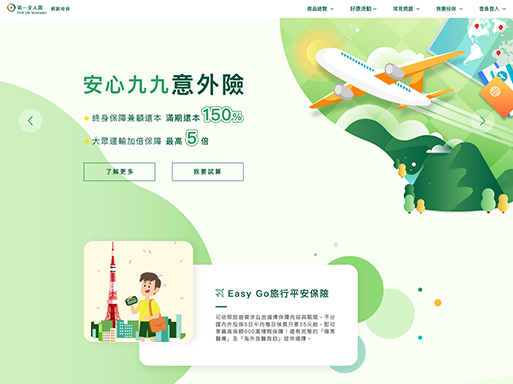 第一金人壽 網路投保
First Life Insurance
商品總覽 好康活動 常見問題 我要投保 會員登入
安心九九意外險
終身保障兼顧還本 滿期還本150%
大眾運輸加倍保障 最高5倍
了解更多 我要試算
Easy Go旅行平安保險
可依照旅遊需求自由選擇保障內容與期間，不分
國內外投保5日平均每日保費只要55元起，即可
享最高保額600萬理賠保障！還有完整的「傷害
醫療」及「海外急難救助」提供選擇。